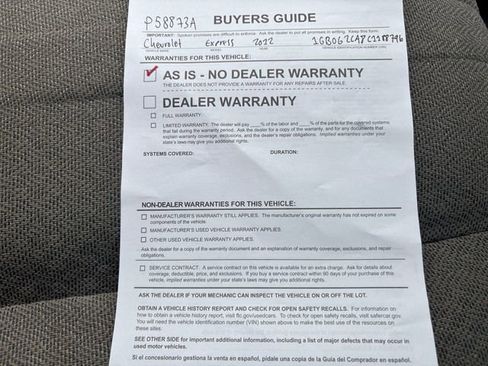 P58873A BUYERS GUIDE
IMPORTANT: Spoken promises are difficult to enforce. Ask the dealer to put all promises in writing. Keep this form.
Chevrolet Express 2022
VEHICLE MAKE MODEL YEAR VEHICLE IDENTIFICATION NUMBER (VIN)
WARRANTIES FOR THIS VEHICLE:
AS IS - NO DEALER WARRANTY
THE DEALER DOES NOT PROVIDE A WARRANTY FOR ANY REPAIRS AFTER SALE.
DEALER WARRANTY
FULL WARRANTY.
LIMITED WARRANTY. The dealer will pay ____% of the labor and ____% of the parts for the covered systems
that fail during the warranty period. Ask the dealer for a copy of the warranty, and for any documents that
explain warranty coverage, exclusions, and the dealer's repair obligations. Implied warranties under your
state's laws may give you additional rights.
SYSTEMS COVERED: DURATION:
NON-DEALER WARRANTIES FOR THIS VEHICLE:
MANUFACTURER'S WARRANTY STILL APPLIES. The manufacturer's original warranty has not expired on some
components of the vehicle.
MANUFACTURER'S USED VEHICLE WARRANTY APPLIES.
OTHER USED VEHICLE WARRANTY APPLIES.
Ask the dealer for a copy of the warranty document and an explanation of warranty coverage, exclusions, and repair
obligations.
SERVICE CONTRACT. A service contract on this vehicle is available for an extra charge. Ask for details about
coverage, deductible, price, and exclusions. If you buy a service contract within 90 days of your purchase of
this vehicle, implied warranties under your state's laws may give you additional rights.
ASK THE DEALER IF YOUR MECHANIC CAN INSPECT THE VEHICLE ON OR OFF THE LOT.
OBTAIN A VEHICLE HISTORY REPORT AND CHECK FOR OPEN SAFETY RECALLS. For information on
how to obtain a vehicle history report, visit ftc.gov/usedcars. To check for open safety recalls, visit safercar.gov.
You will need the vehicle identification number (VIN) shown above to make the best use of the resources on
these sites.
SEE OTHER SIDE for important additional information, including a list of major defects that may occur in
used motor vehicles.
Si el concesionario gestiona la venta en español, pídale una copia de la Guía del Comprador en español.